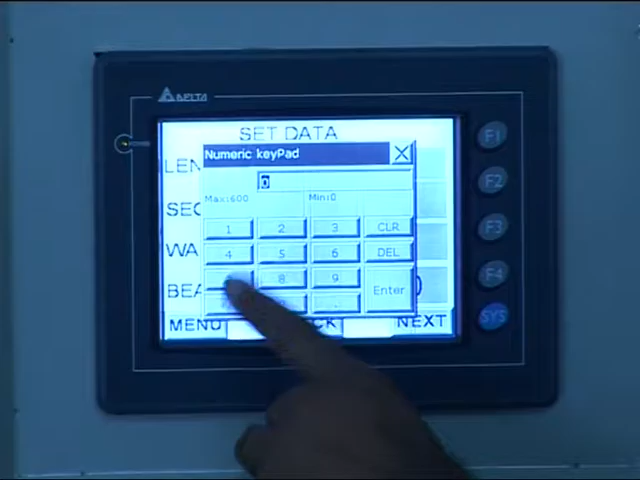 DELTA
SET DATA
Numeric keyPad
0
Max:600 Min:0
LEN
SEC
WA
BEA
1 2 3 CLR
4 5 6 DEL
8 9
Enter
MENU
CK
NEXT
F1
F2
F3
F4
SYS